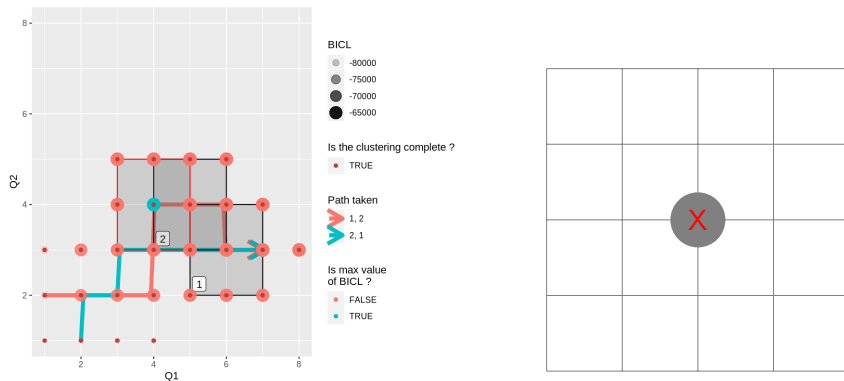 8
6
4
2
Q2
2
1
2
4
6
8
Q1
BICL
-80000
-75000
-70000
-65000
Is the clustering complete ?
TRUE
Path taken
1, 2
2, 1
Is max value
of BICL ?
FALSE
TRUE
X